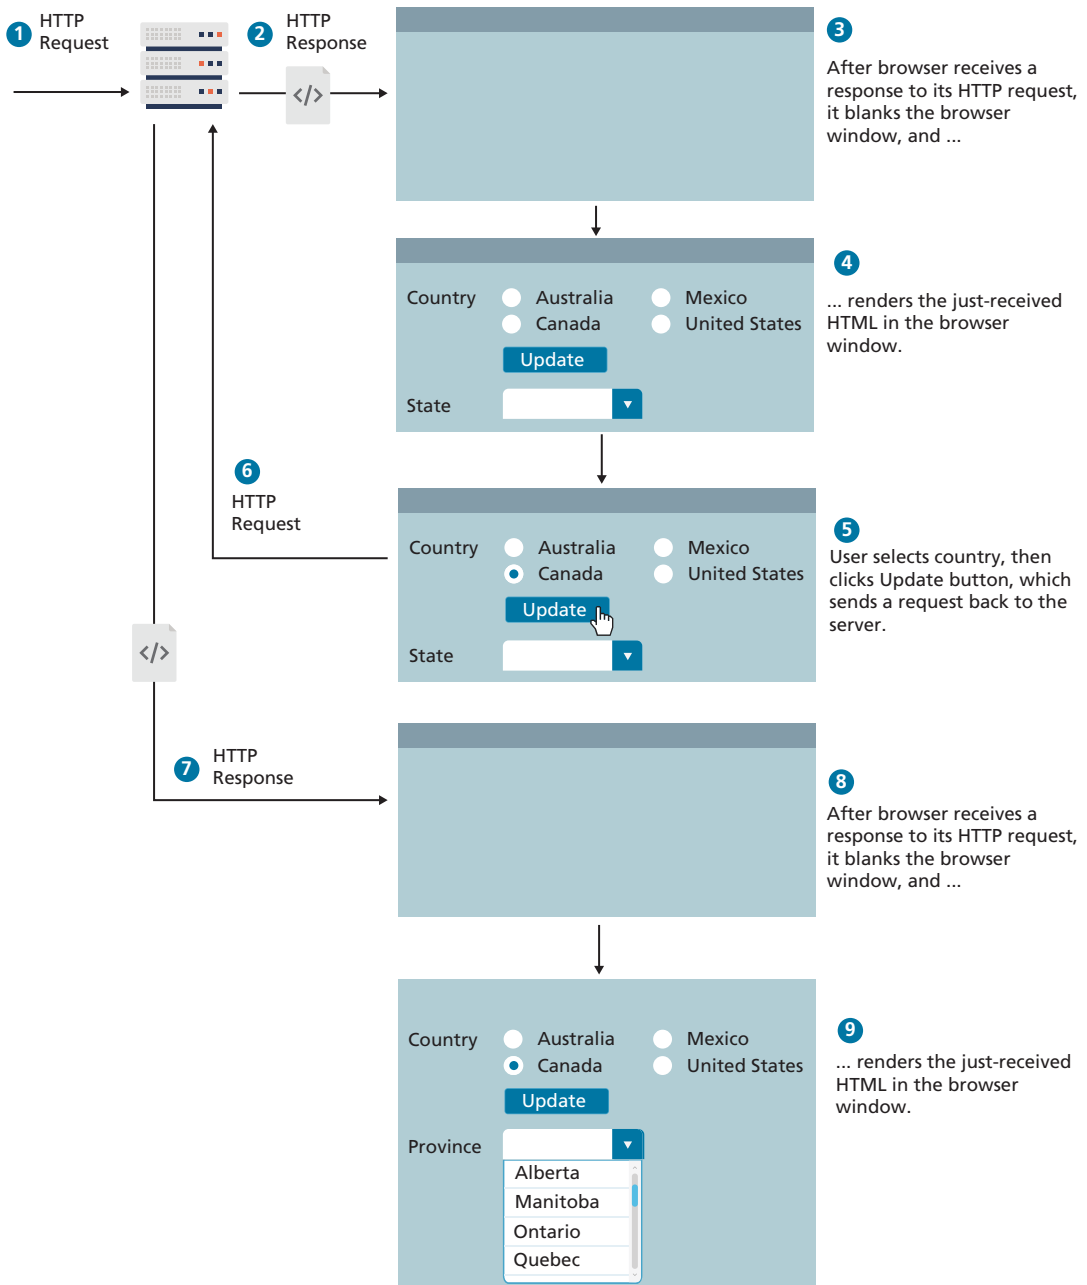 1
HTTP
Request
2
HTTP
Response
</>
3
After browser receives a
response to its HTTP request,
it blanks the browser
window, and ...
4
... renders the just-received
HTML in the browser
window.
Country Australia Mexico
Canada United States
Update
State
5
User selects country, then
clicks Update button, which
sends a request back to the
server.
Country Australia Mexico
Canada United States
Update
State
6
HTTP
Request
</>
7
HTTP
Response
8
After browser receives a
response to its HTTP request,
it blanks the browser
window, and ...
9
... renders the just-received
HTML in the browser
window.
Country Australia Mexico
Canada United States
Update
Province
Alberta
Manitoba
Ontario
Quebec